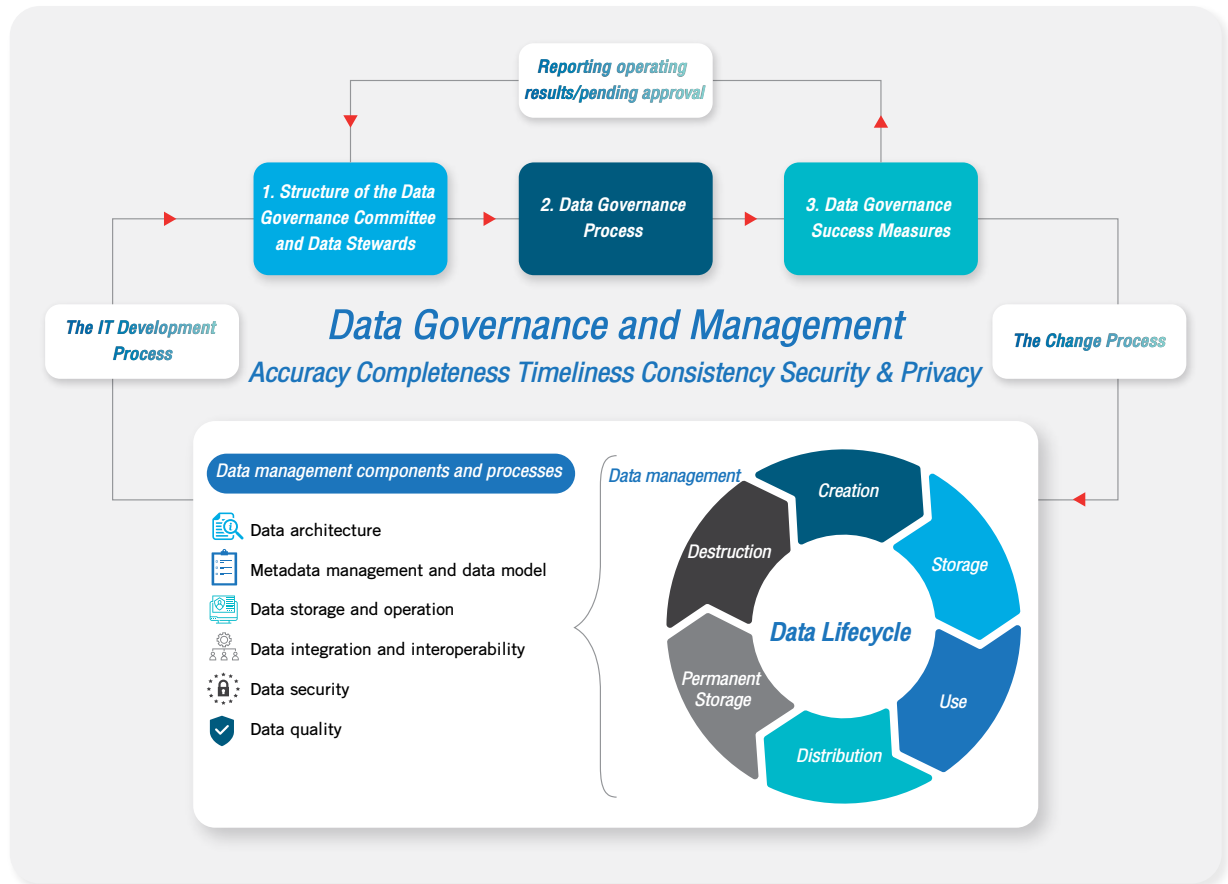 Reporting operating
results/pending approval
1. Structure of the Data
Governance Committee
and Data Stewards
2. Data Governance
Process
3. Data Governance
Success Measures
The IT Development
Process
Data Governance and Management
Accuracy Completeness Timeliness Consistency Security & Privacy
The Change Process
Data management components and processes
Data architecture
Metadata management and data model
Data storage and operation
Data integration and interoperability
Data security
Data quality
Data management
Creation
Storage
Use
Distribution
Permanent
Storage
Destruction
Data Lifecycle